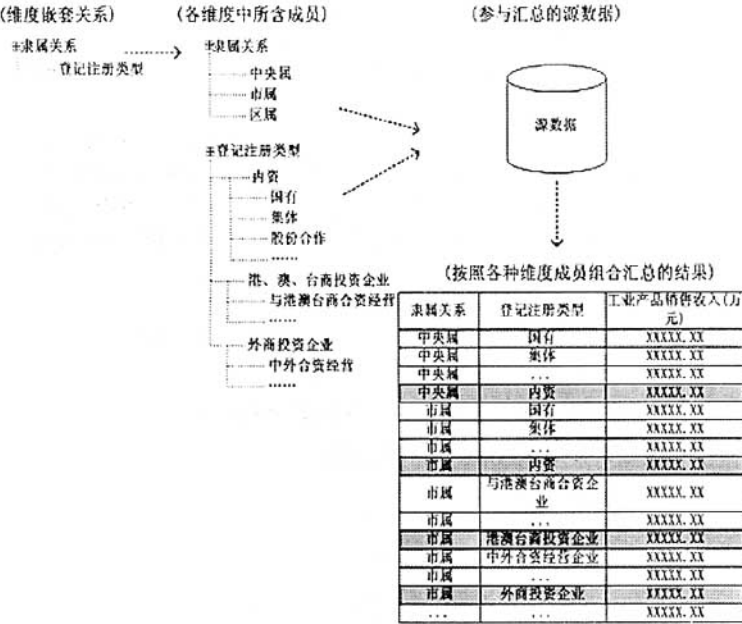 (维度嵌套关系)
(各维度中所含成员)
(参与汇总的源数据)
隶属关系
登记注册类型
隶属关系
中央属
市属
区属
登记注册类型
内资
国有
集体
股份合作
……
港、澳、台商投资企业
与港澳台商合资经营
……
外商投资企业
中外合资经营
……
源数据
(按照各种维度成员组合汇总的结果)
隶属关系 登记注册类型 工业产品销售收入(万
元)
中央属 国有 XXXXX.XX
中央属 集体 XXXXX.XX
中央属 ... XXXXX.XX
中央属 内资 XXXXX.XX
市属 国有 XXXXX.XX
市属 集体 XXXXX.XX
市属 ... XXXXX.XX
市属 内资 XXXXX.XX
市属 与港澳台商合资企
业 XXXXX.XX
市属 ... XXXXX.XX
市属 港澳台商投资企业 XXXXX.XX
市属 中外合资经营企业 XXXXX.XX
市属 ... XXXXX.XX
市属 外商投资企业 XXXXX.XX
... ... XXXXX.XX